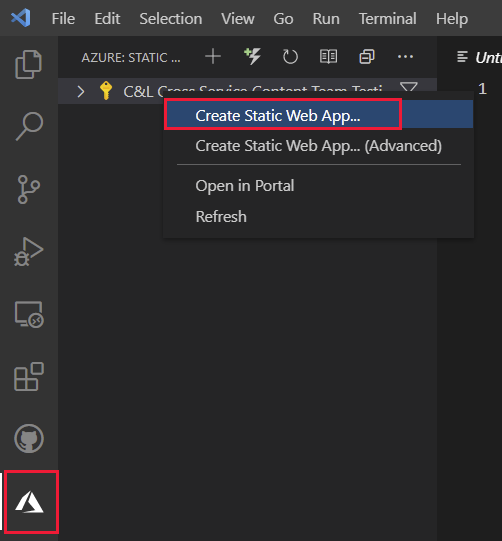 File Edit Selection View Go Run Terminal Help
AZURE: STATIC ...
C&L Cross Service Content Team Testi
Create Static Web App...
Create Static Web App... (Advanced)
Open in Portal
Refresh
1